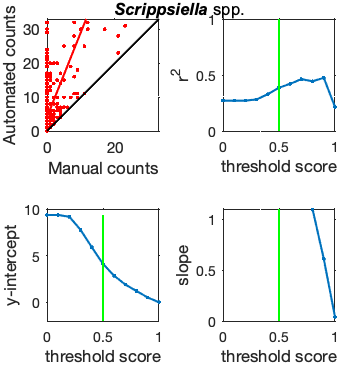 Scrippsiella spp.
Automated counts
30
20
10
0
0 20
Manual counts
r2
1
0.5
0
0 0.5 1
threshold score
y-intercept
10
5
0
0 0.5 1
threshold score
slope
1
0.5
0
0 0.5 1
threshold score